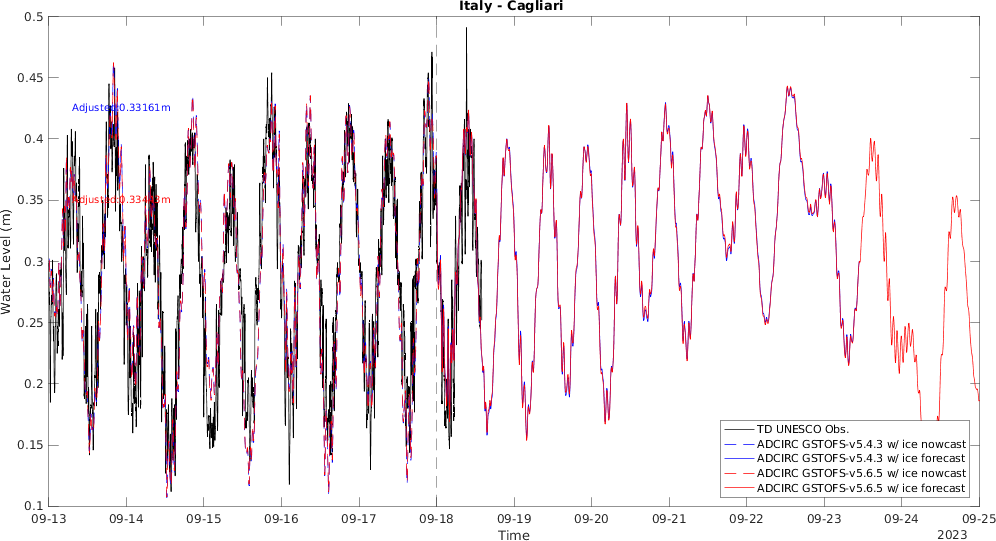 Italy - Cagliari
Water Level (m)
0.5
0.45
0.4
0.35
0.3
0.25
0.2
0.15
0.1
Adjusted:0.33161m
09-13
09-14
09-15
09-16
09-17
09-18
09-19
09-20
09-21
09-22
09-23
09-24
09-25
Time
2023
TD UNESCO Obs.
ADCIRC GSTOFS-v5.4.3 w/ ice nowcast
ADCIRC GSTOFS-v5.4.3 w/ ice forecast
ADCIRC GSTOFS-v5.6.5 w/ ice nowcast
ADCIRC GSTOFS-v5.6.5 w/ ice forecast